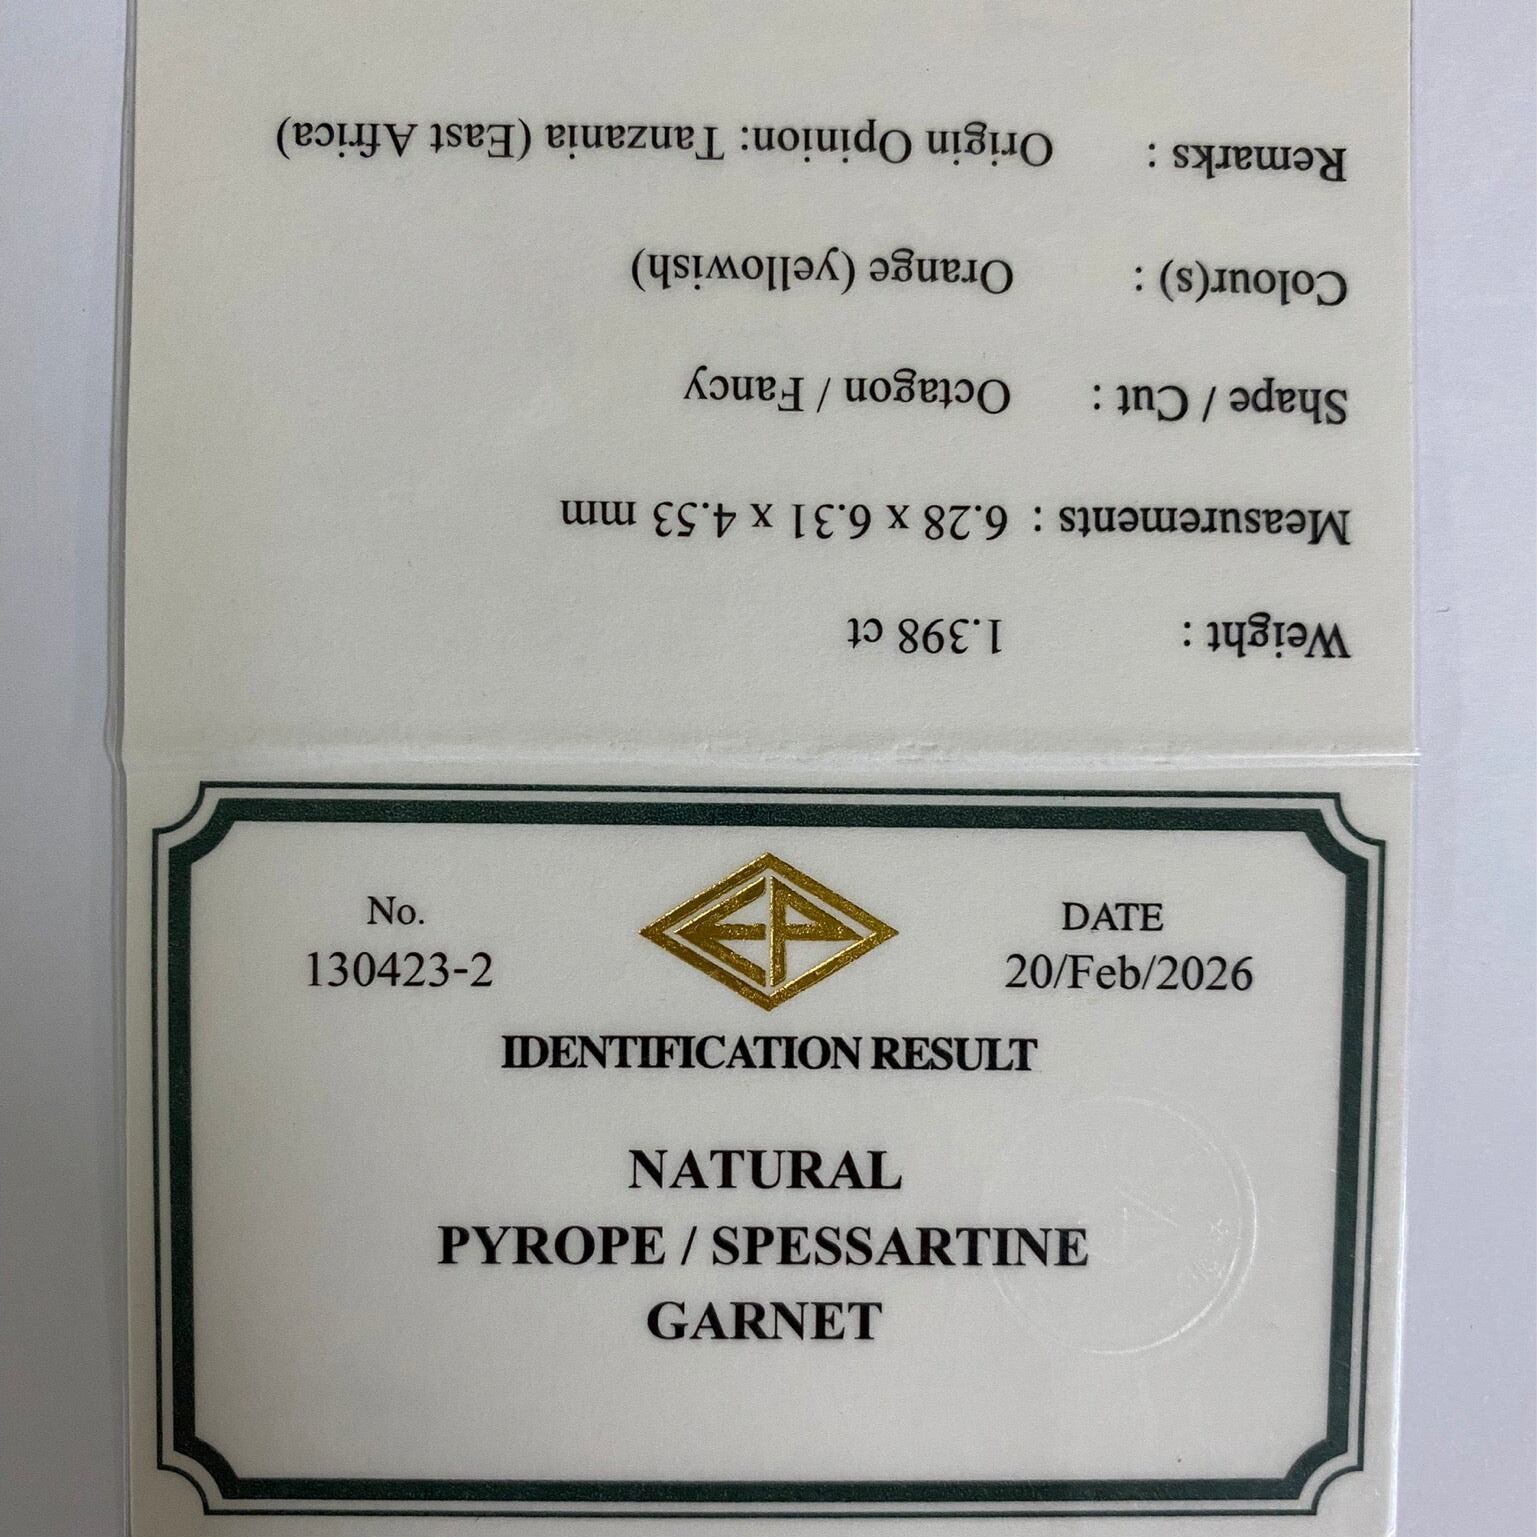 Weight : 1.398 ct
Measurements : 6.28 x 6.31 x 4.53 mm
Shape / Cut : Octagon / Fancy
Colour(s) : Orange (yellowish)
Remarks : Origin Opinion: Tanzania (East Africa)
No.
130423-2
EP
DATE
20/Feb/2026
IDENTIFICATION RESULT
NATURAL
PYROPE / SPESSARTINE
GARNET